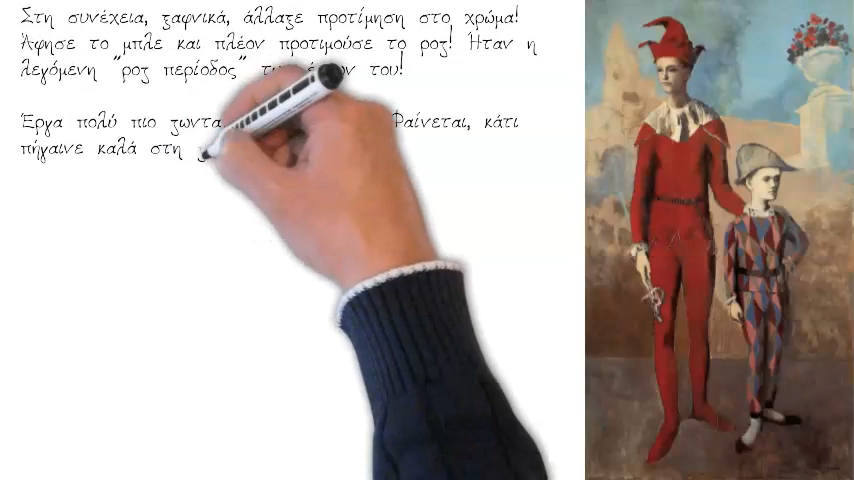 Στη συνέχεια, ξαφνικά, άλλαξε προτίμηση στο χρώμα!
Άφησε το μπλε και πλέον προτιμούσε το ροζ! Ήταν η
λεγόμενη "ροζ περίοδος" του!
Έργα πολύ πιο Φαίνεται, κάτι
πήγαινε καλά στη